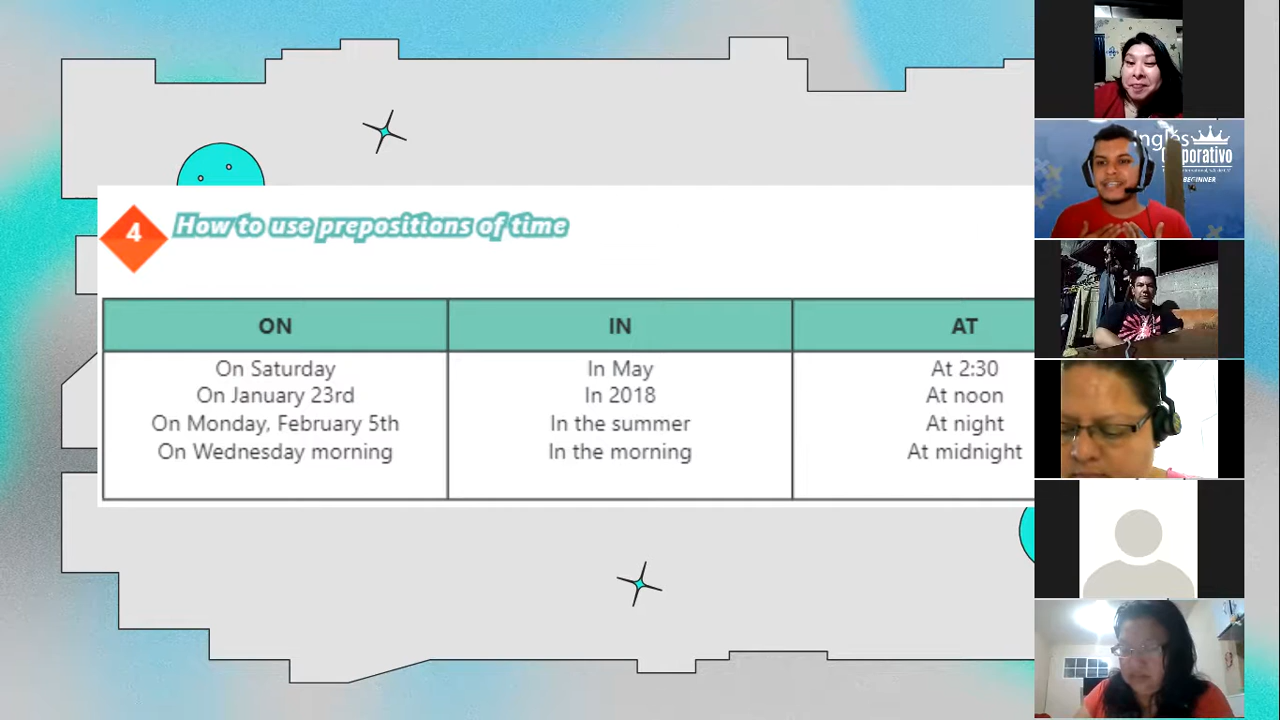 4
How to use prepositions of time
ON IN AT
On Saturday In May At 2:30
On January 23rd In 2018 At noon
On Monday, February 5th In the summer At night
On Wednesday morning In the morning At midnight
Inglés
BEGINNER